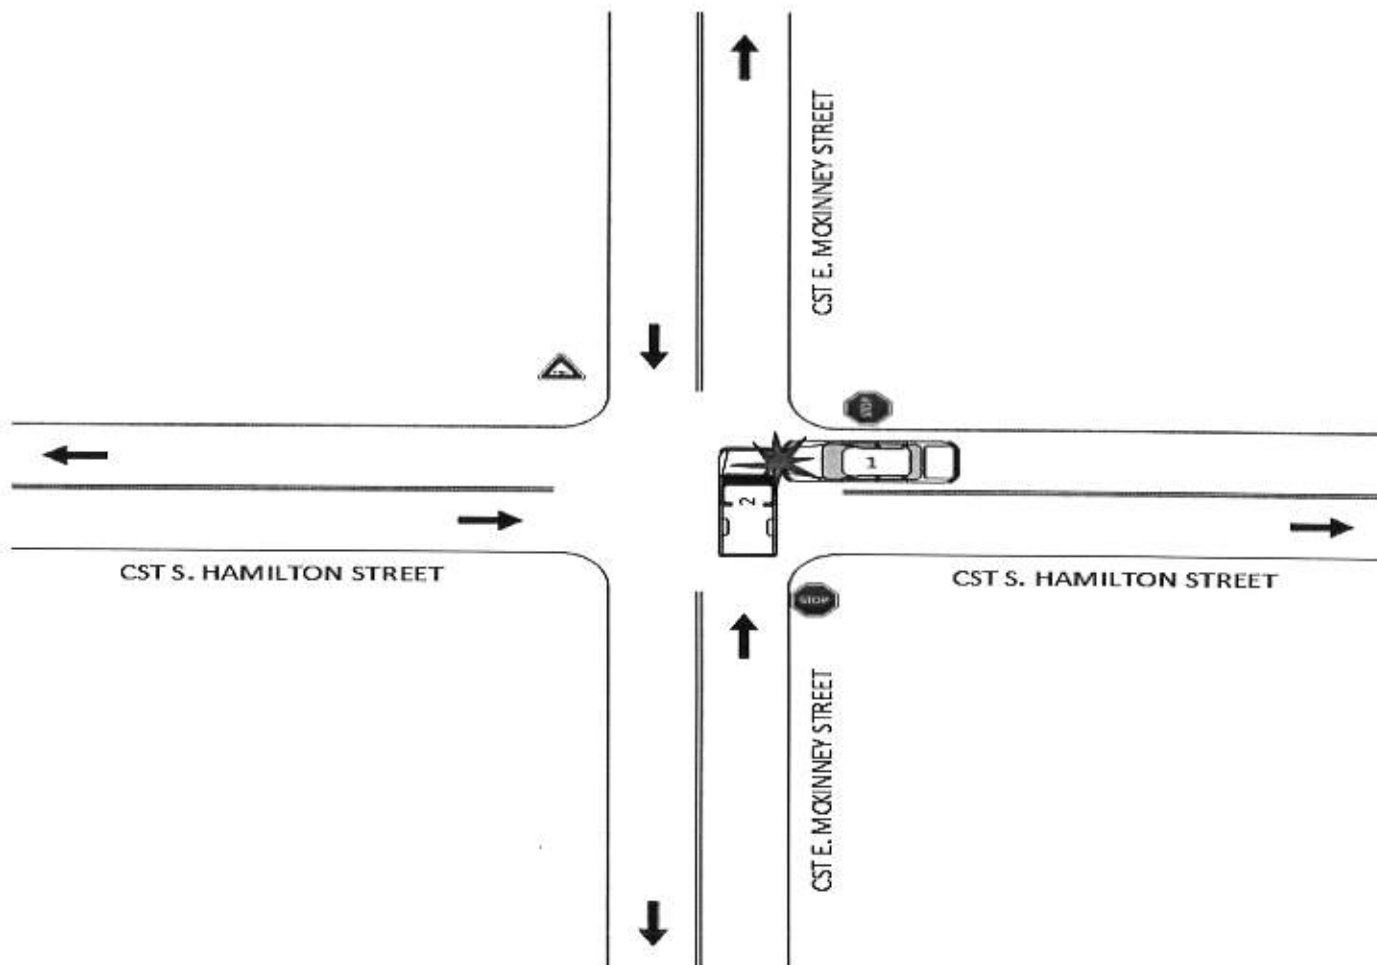 CST E. MCKINNEY STREET
STOP
1
2
CST S. HAMILTON STREET
CST S. HAMILTON STREET
STOP
CST E. MCKINNEY STREET